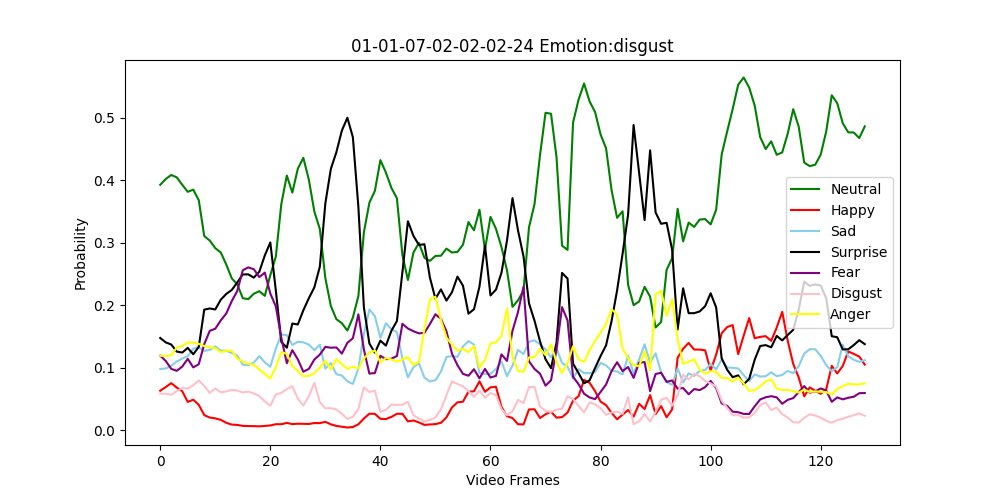 01-01-07-02-02-02-24 Emotion:disgust
Probability
0.5
0.4
0.3
0.2
0.1
0.0
Neutral
Happy
Sad
Surprise
Fear
Disgust
Anger
0 20 40 60 80 100 120
Video Frames